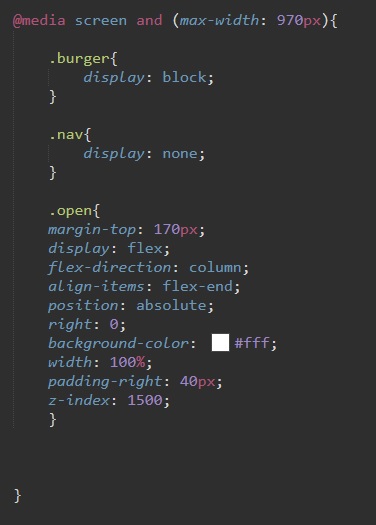 @media screen and (max-width: 970px){
.burger{
display: block;
}
.nav{
display: none;
}
.open{
margin-top: 170px;
display: flex;
flex-direction: column;
align-items: flex-end;
position: absolute;
right: 0;
background-color: #fff;
width: 100%;
padding-right: 40px;
z-index: 1500;
}
}